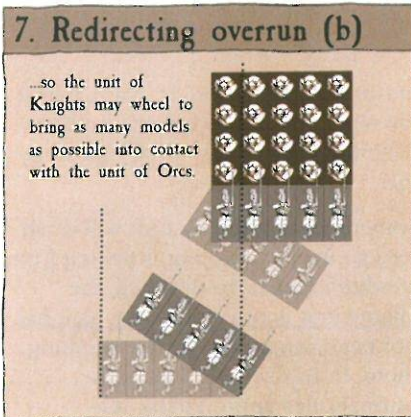 7. Redirecting overrun (b)
...so the unit of
Knights may wheel to
bring as many models
as possible into contact
with the unit of Orcs.